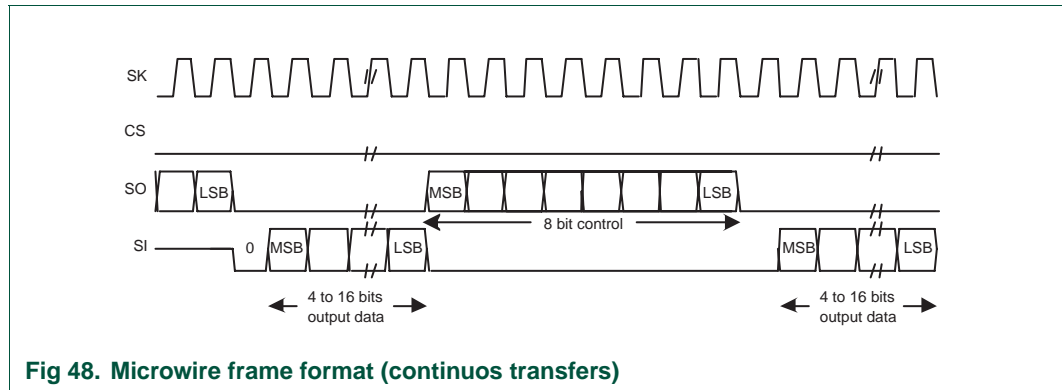 SK
CS
SO
LSB
MSB
LSB
8 bit control
SI
0
MSB
LSB
MSB
LSB
4 to 16 bits
output data
4 to 16 bits
output data
Fig 48. Microwire frame format (continuos transfers)